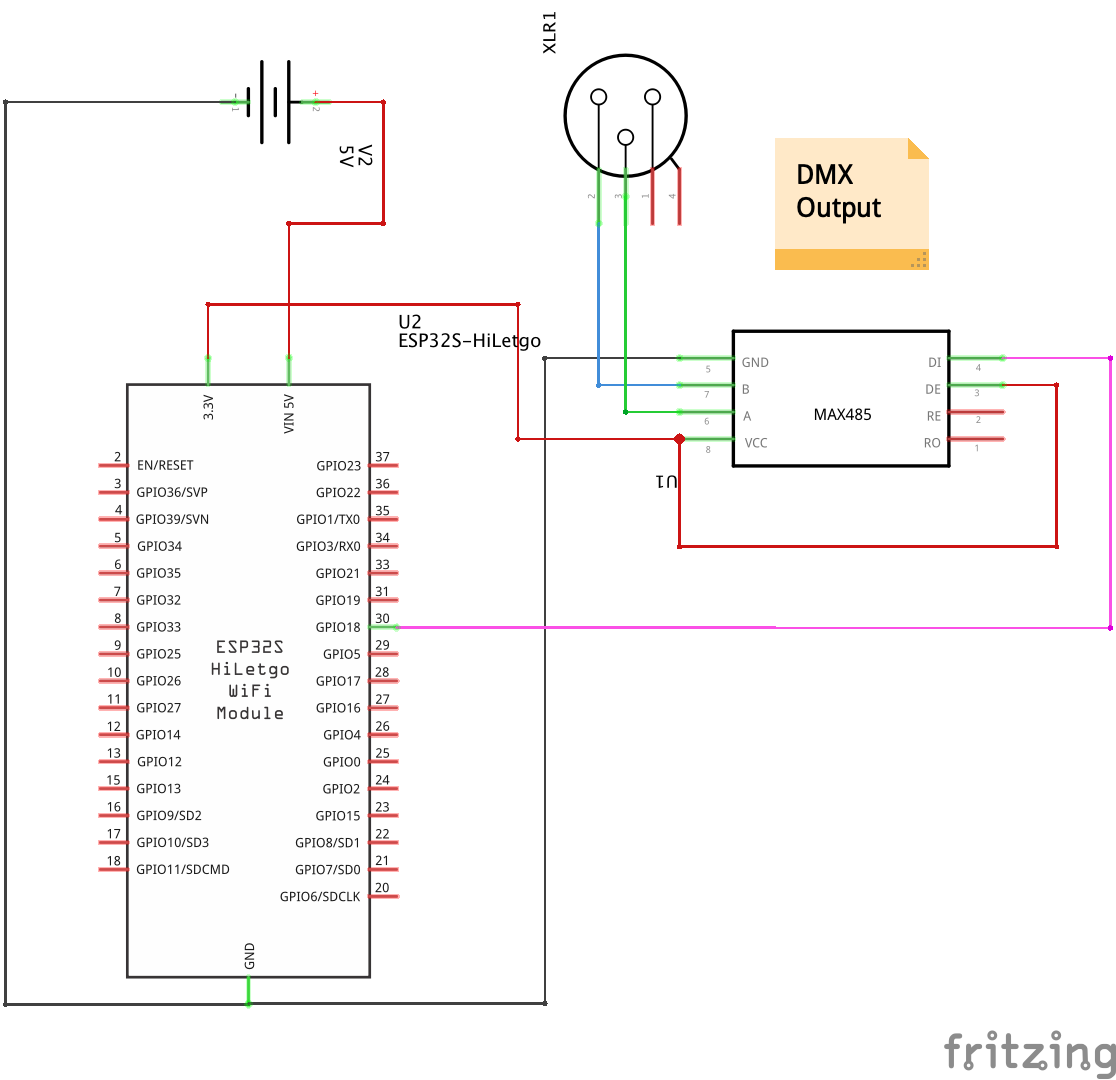 XLR1
- 1
+ 2
V2
5V
2
3
1
4
DMX
Output
U2
ESP32S-HiLetgo
3.3V
VIN 5V
GND
B
A
VCC
5
7
6
8
MAX485
DI
DE
RE
RO
4
3
2
1
U1
2 EN/RESET
3 GPIO36/SVP
4 GPIO39/SVN
5 GPIO34
6 GPIO35
7 GPIO32
8 GPIO33
9 GPIO25
10 GPIO26
11 GPIO27
12 GPIO14
13 GPIO12
15 GPIO13
16 GPIO9/SD2
17 GPIO10/SD3
18 GPIO11/SDCMD
GPIO23 37
GPIO22 36
GPIO1/TX0 35
GPIO3/RX0 34
GPIO21 33
GPIO19 31
GPIO18 30
GPIO5 29
GPIO17 28
GPIO16 27
GPIO4 26
GPIO0 25
GPIO2 24
GPIO15 23
GPIO8/SD1 22
GPIO7/SD0 21
GPIO6/SDCLK 20
ESP32S
HiLetgo
WiFi
Module
GND
fritzing